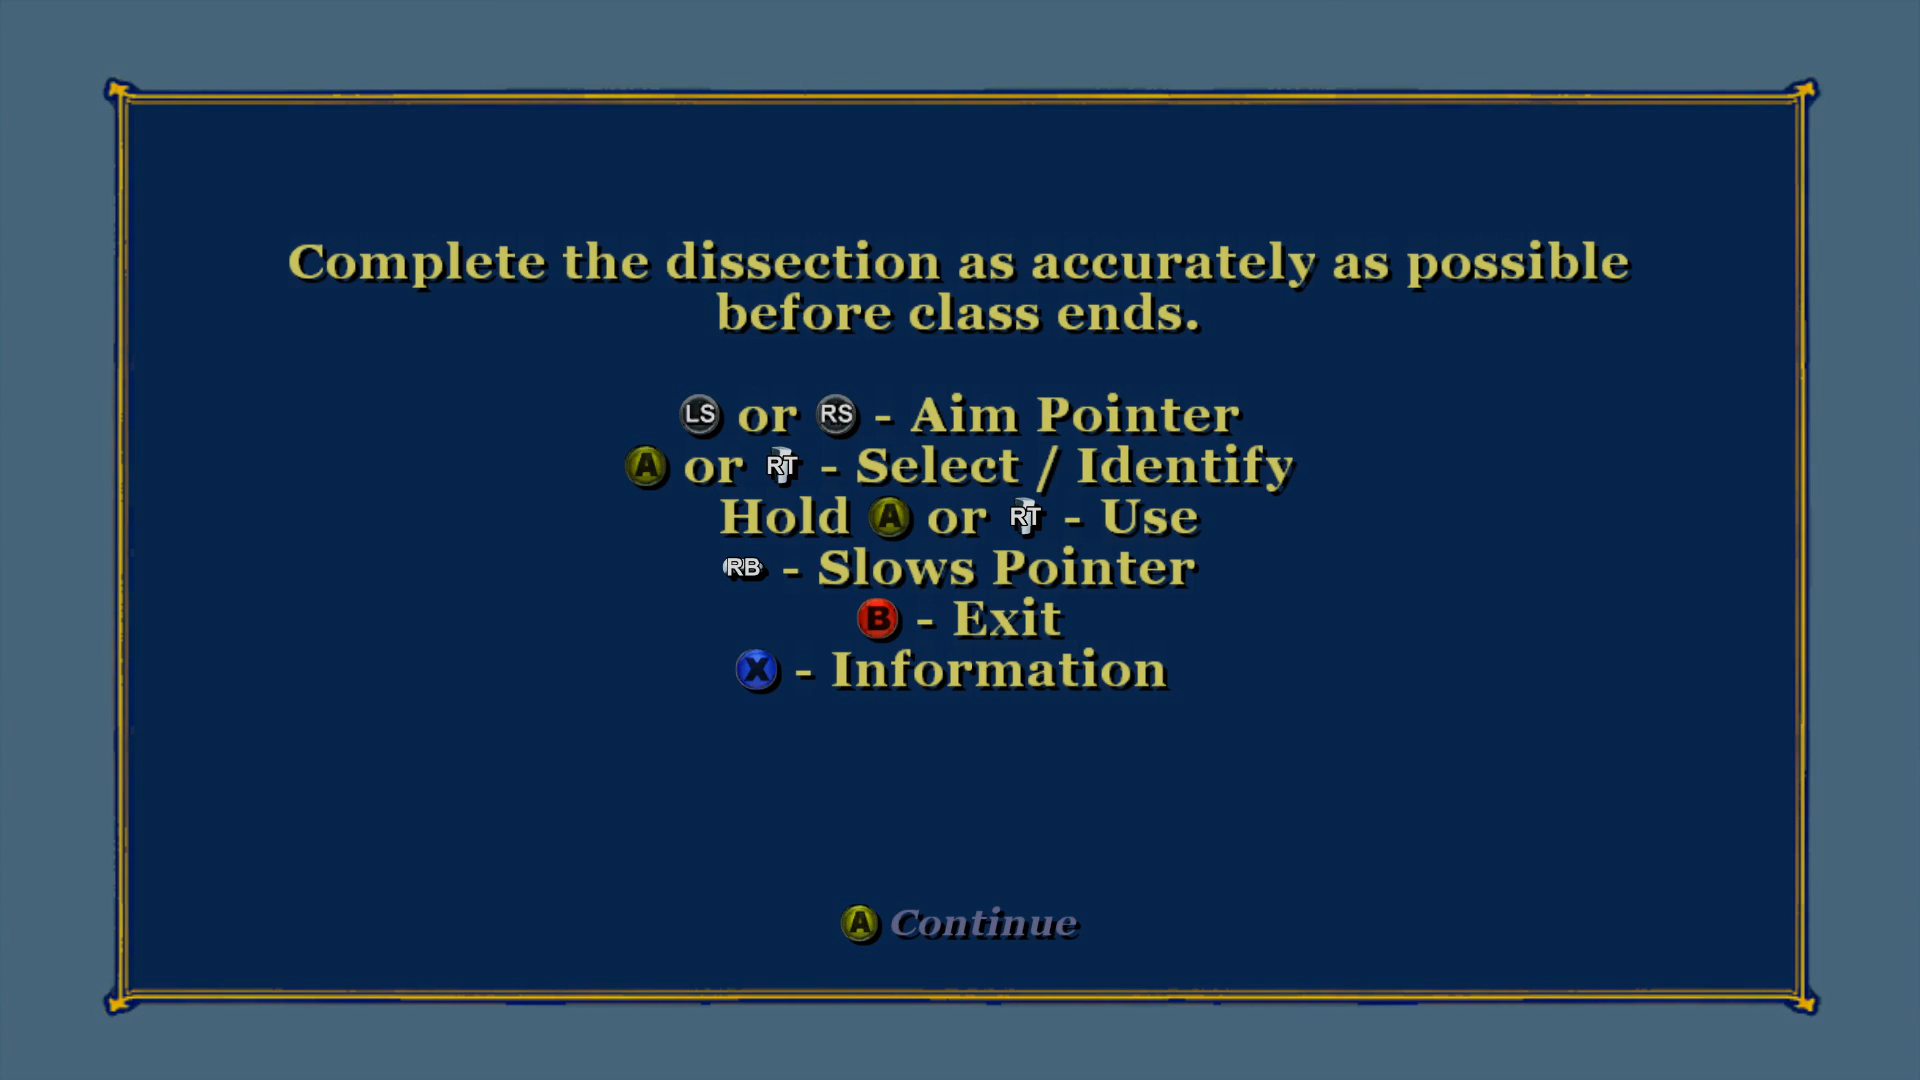 Complete the dissection as accurately as possible
before class ends.
LS or RS - Aim Pointer
A or RT - Select / Identify
Hold A or RT - Use
RB - Slows Pointer
B - Exit
X - Information
A Continue